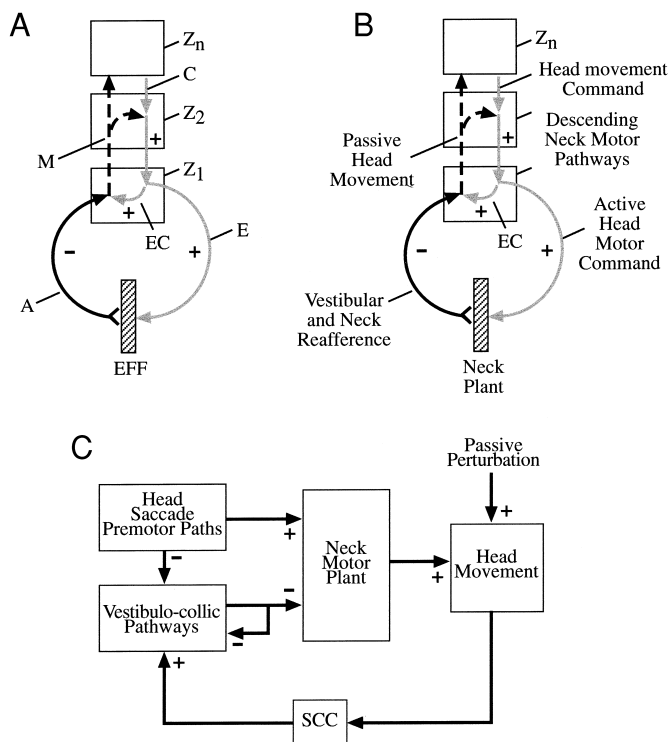 A
Zn
C
Z2
+
M
Z1
+
EC
E
-
+
A
EFF
B
Zn
Head movement
Command
Descending
Neck Motor
Pathways
+
Passive
Head
Movement
+
EC
Active
Head
Motor
Command
-
+
Vestibular
and Neck
Reafference
Neck
Plant
C
Passive
Perturbation
+
Head
Saccade
Premotor Paths
+
-
Neck
Motor
Plant
+
Head
Movement
Vestibulo-collic
Pathways
-
-
+
SCC